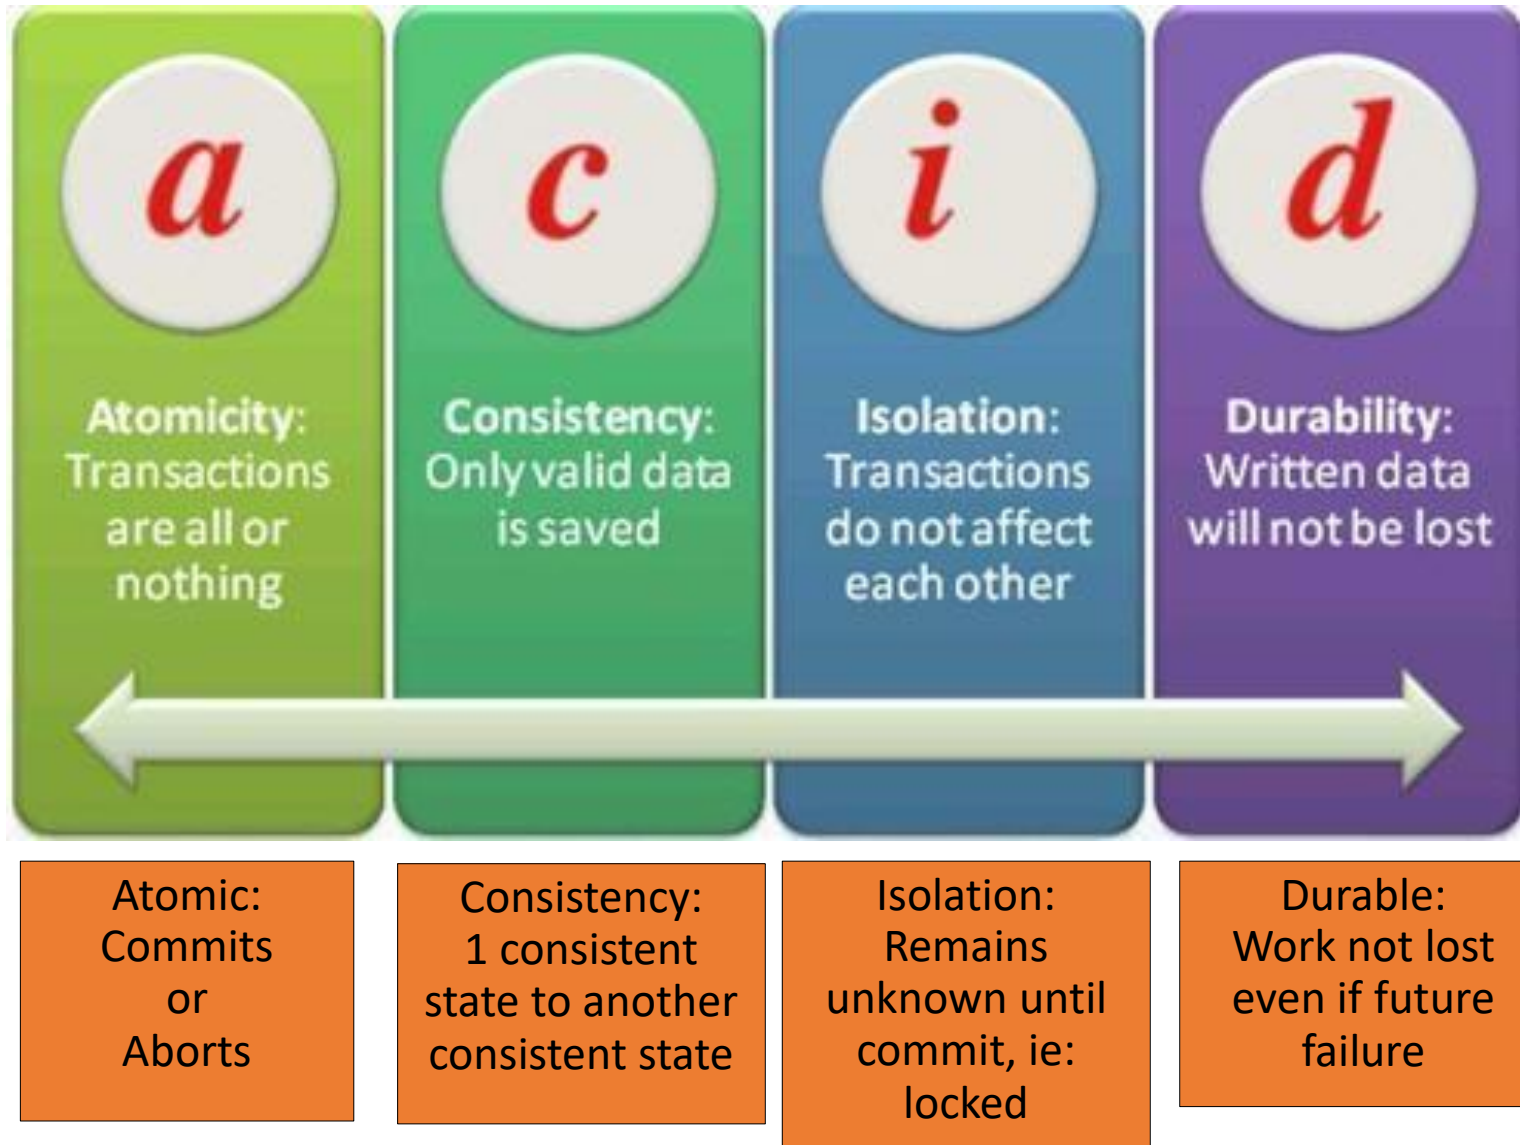 a
Atomicity:
Transactions
are all or
nothing
c
Consistency:
Only valid data
is saved
i
Isolation:
Transactions
do not affect
each other
d
Durability:
Written data
will not be lost
Atomic:
Commits
or
Aborts
Consistency:
1 consistent
state to another
consistent state
Isolation:
Remains
unknown until
commit, ie:
locked
Durable:
Work not lost
even if future
failure